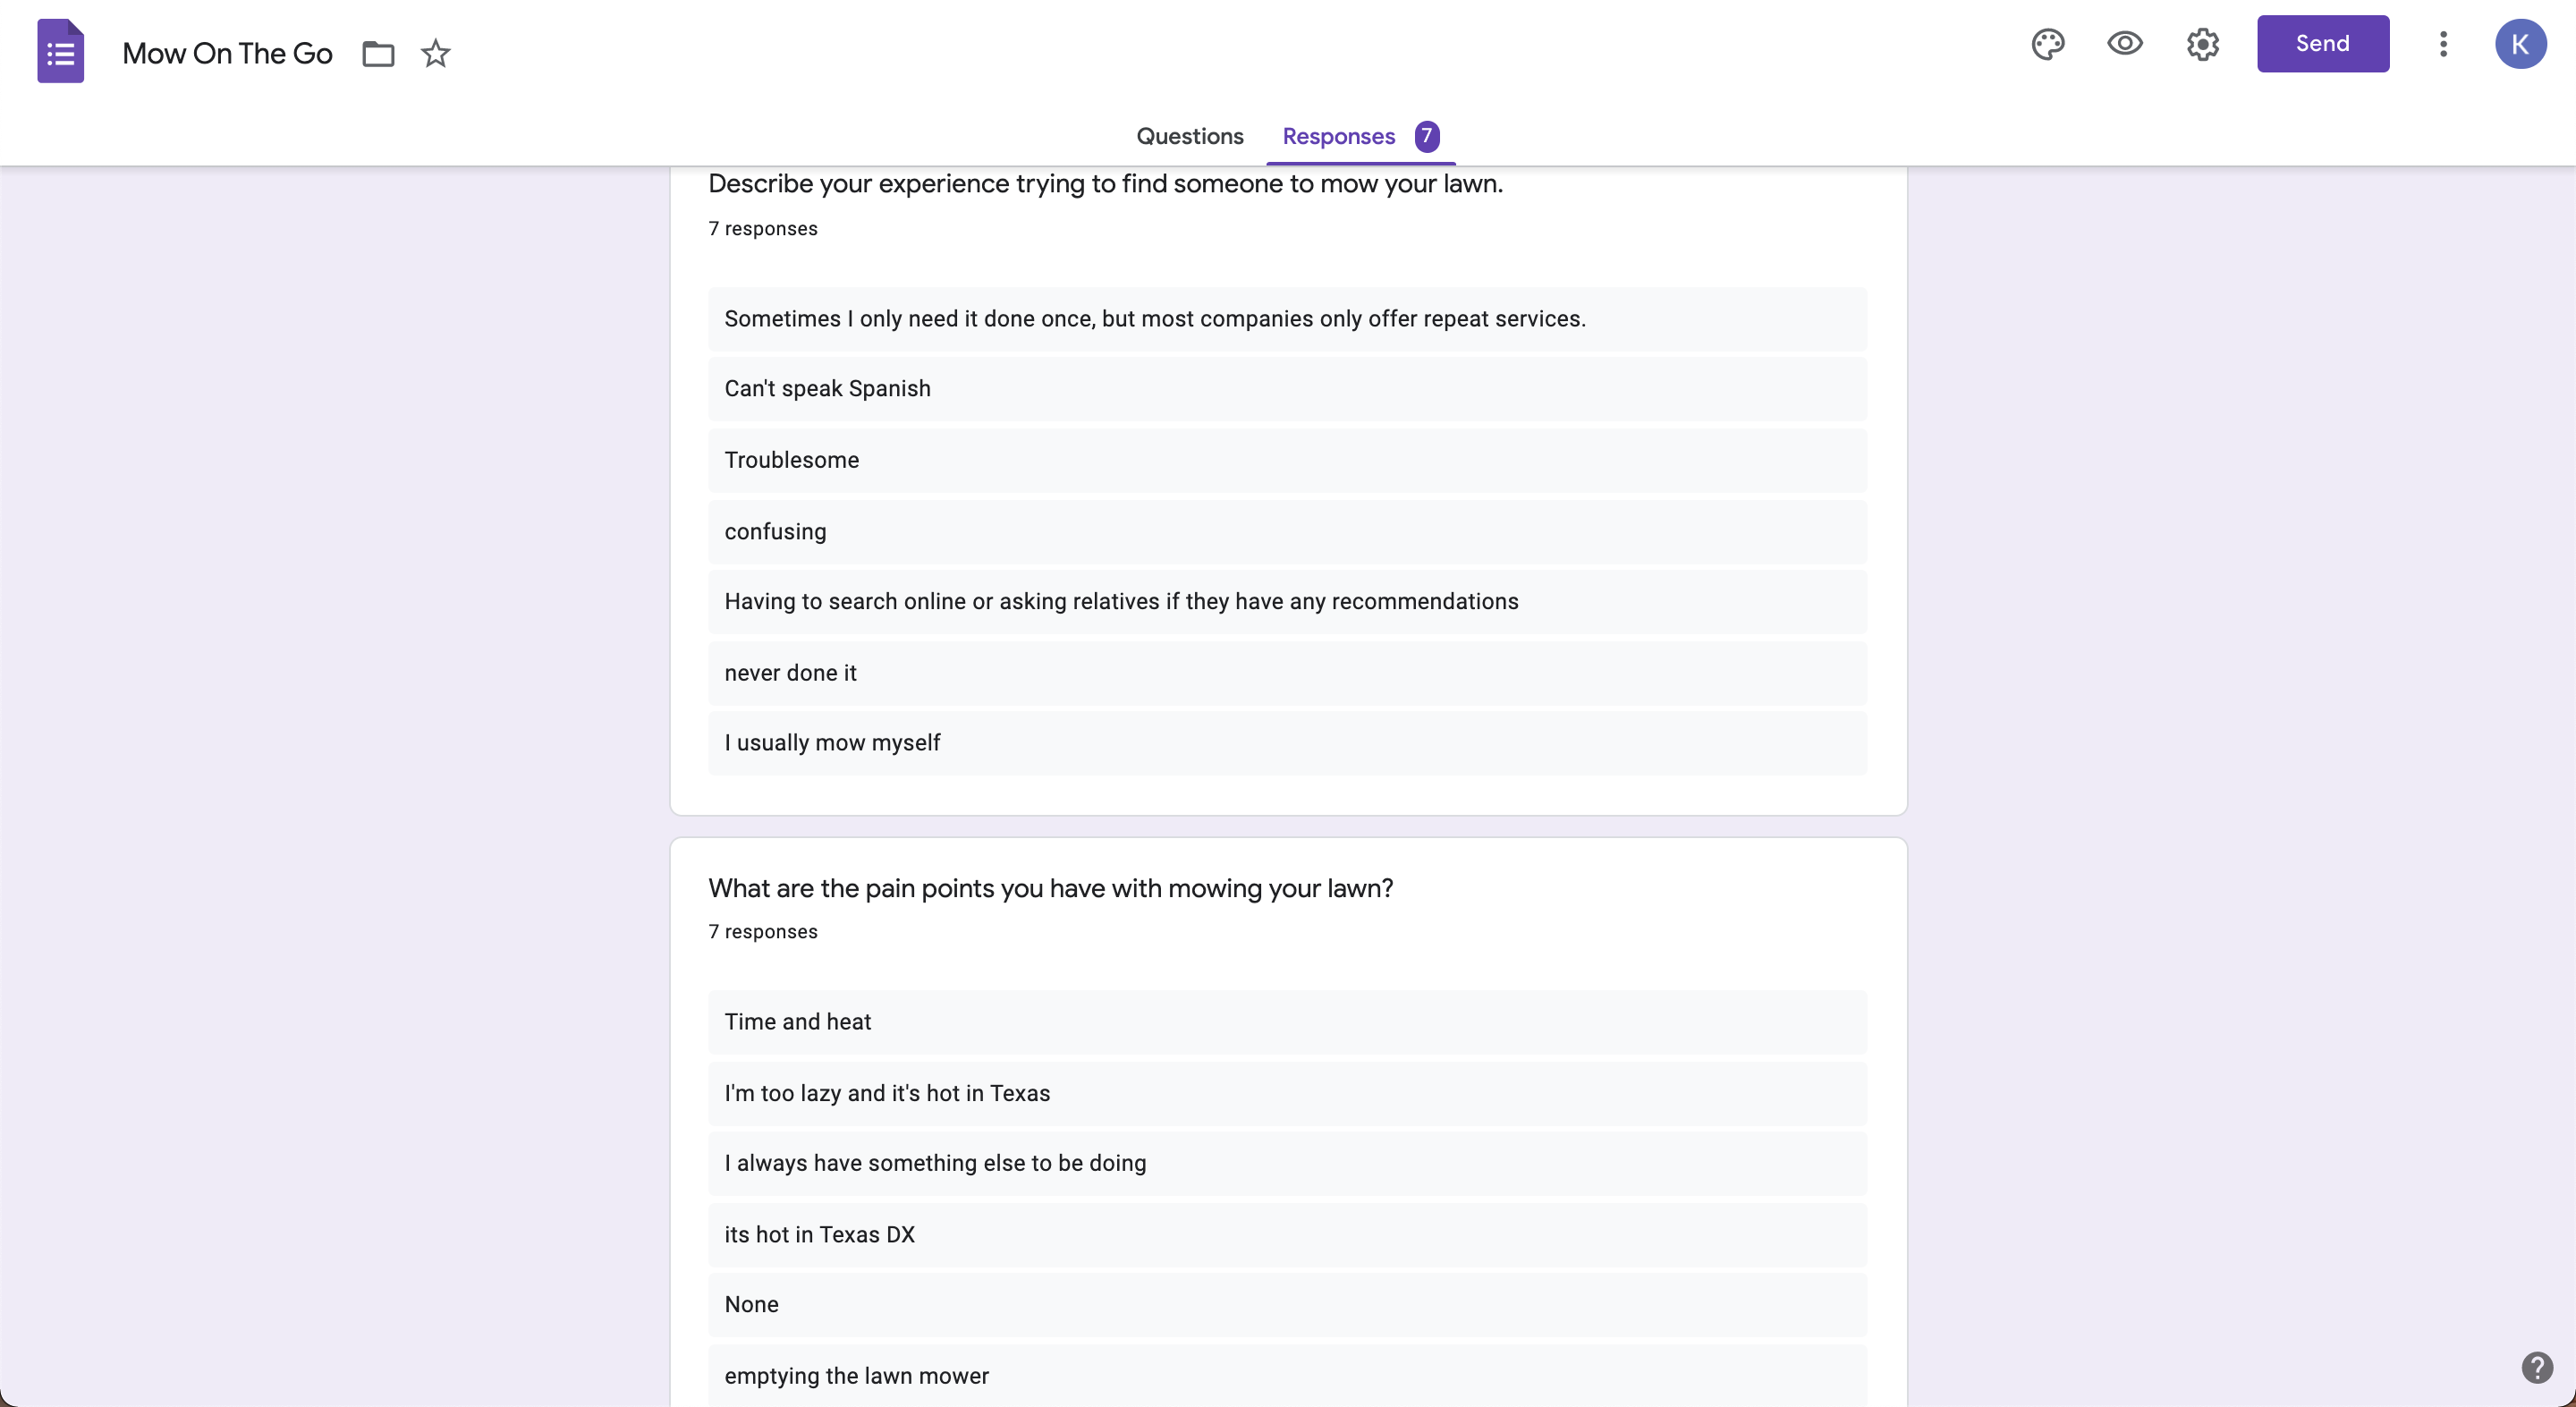 Mow On The Go
Send
K
Questions
Responses 7
Describe your experience trying to find someone to mow your lawn.
7 responses
Sometimes I only need it done once, but most companies only offer repeat services.
Can't speak Spanish
Troublesome
confusing
Having to search online or asking relatives if they have any recommendations
never done it
I usually mow myself
What are the pain points you have with mowing your lawn?
7 responses
Time and heat
I'm too lazy and it's hot in Texas
I always have something else to be doing
its hot in Texas DX
None
emptying the lawn mower
?